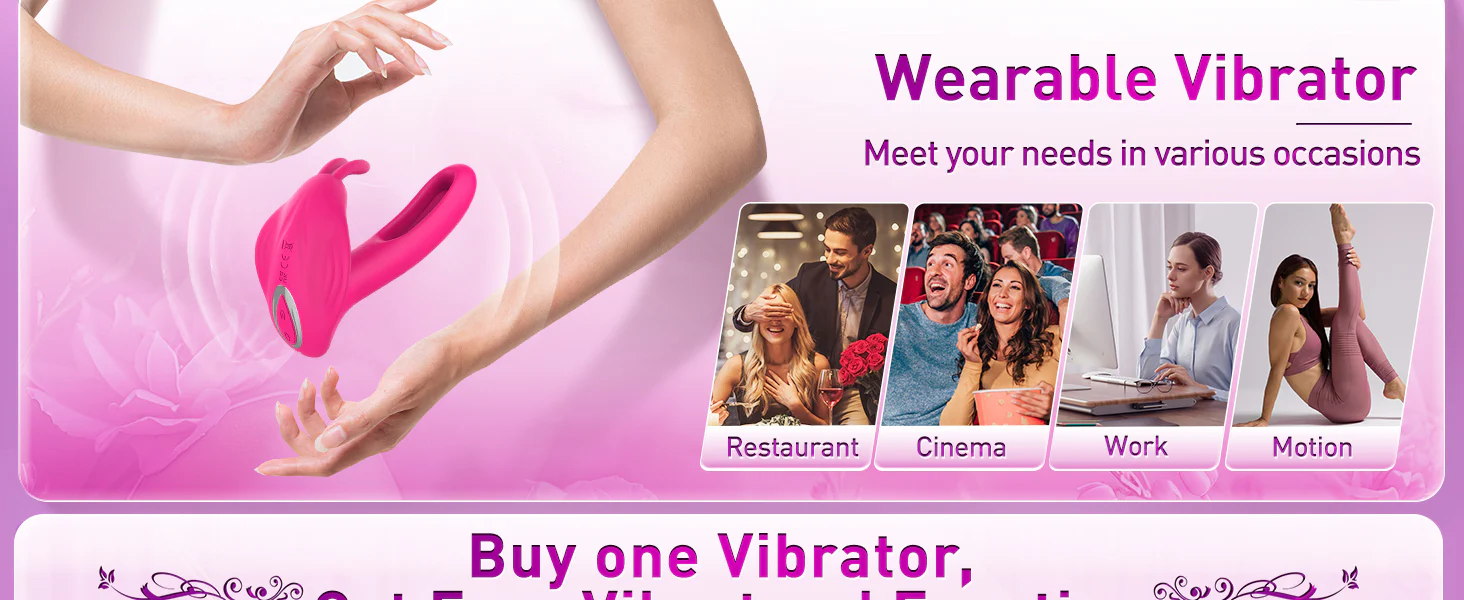 Wearable Vibrator
Meet your needs in various occasions
Restaurant
Cinema
Work
Motion
Buy one Vibrator,